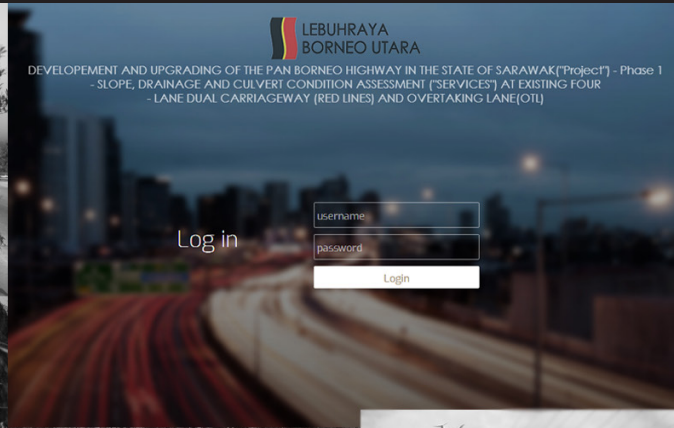 LEBUHRAYA
BORNEO UTARA
DEVELOPEMENT AND UPGRADING OF THE PAN BORNEO HIGHWAY IN THE STATE OF SARAWAK("Project") - Phase 1
- SLOPE, DRAINAGE AND CULVERT CONDITION ASSESSMENT ("SERVICES") AT EXISTING FOUR
- LANE DUAL CARRIAGEWAY (RED LINES) AND OVERTAKING LANE(OTL)
username
Log in
password
Login